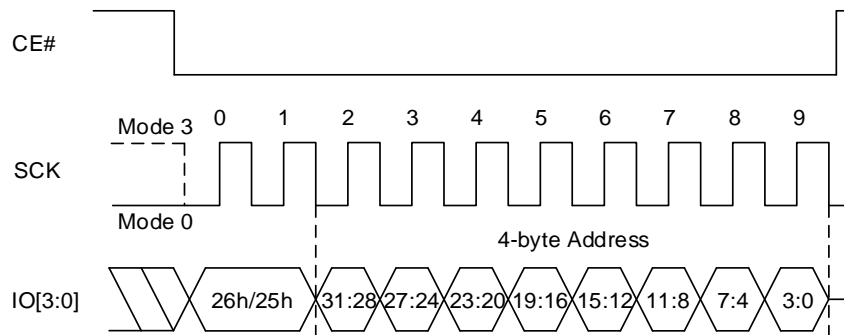 CE#
Mode 3
0 1 2 3 4 5 6 7 8 9
SCK
Mode 0
4-byte Address
IO[3:0]
26h/25h 31:28 27:24 23:20 19:16 15:12 11:8 7:4 3:0